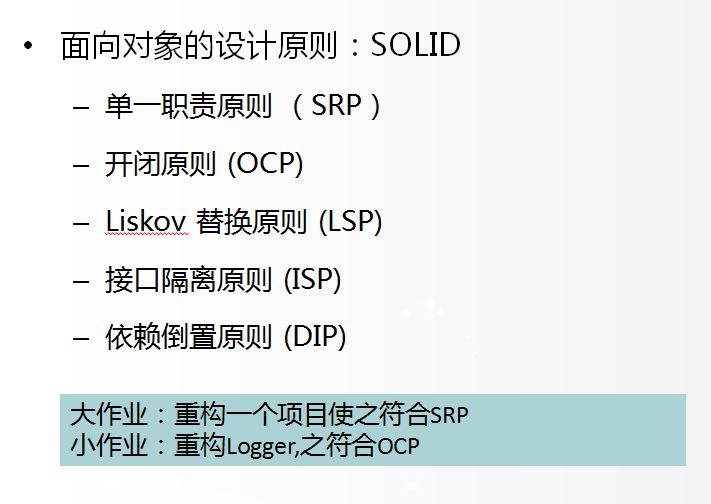 • 面向对象的设计原则：SOLID
– 单一职责原则 （SRP）
– 开闭原则 (OCP)
– Liskov 替换原则 (LSP)
– 接口隔离原则 (ISP)
– 依赖倒置原则 (DIP)
大作业：重构一个项目使之符合SRP
小作业：重构Logger,之符合OCP